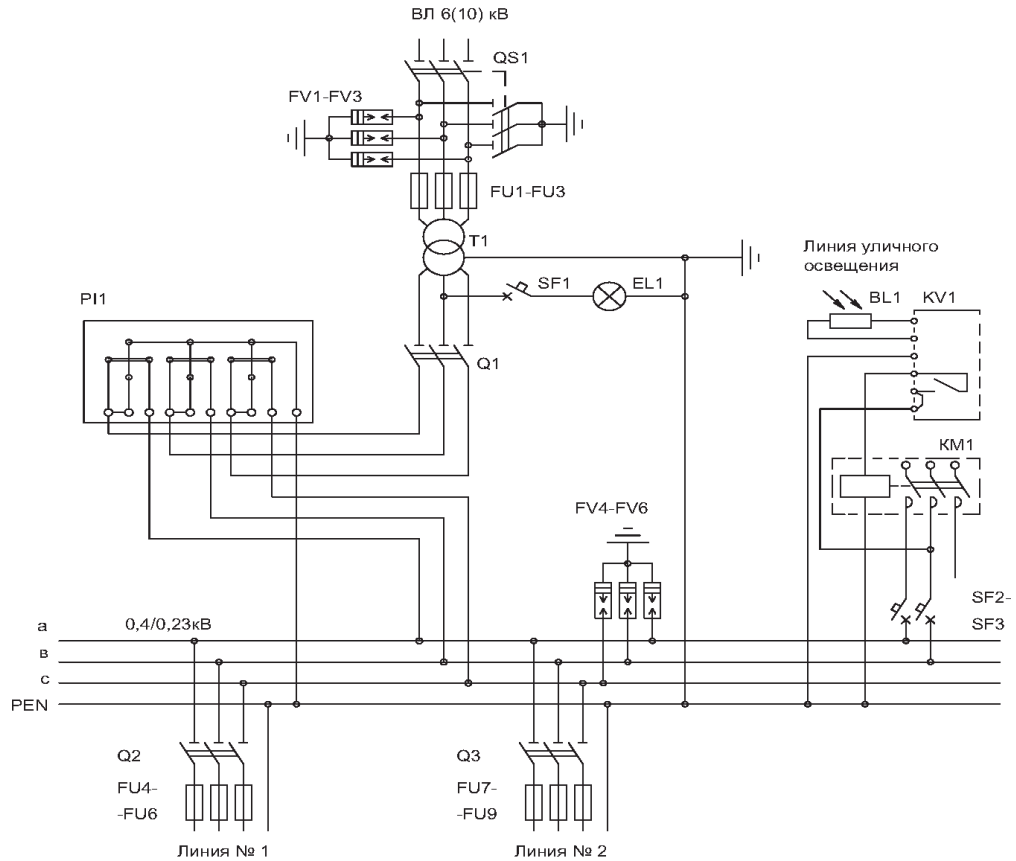 ВЛ 6(10) кВ
QS1
FV1-FV3
FU1-FU3
T1
SF1
EL1
Линия уличного
освещения
BL1
KV1
PI1
Q1
KM1
FV4-FV6
SF2-
SF3
a
0,4/0,23кВ
в
c
PEN
Q2
Q3
FU4-
-FU6
FU7-
-FU9
Линия № 1
Линия № 2